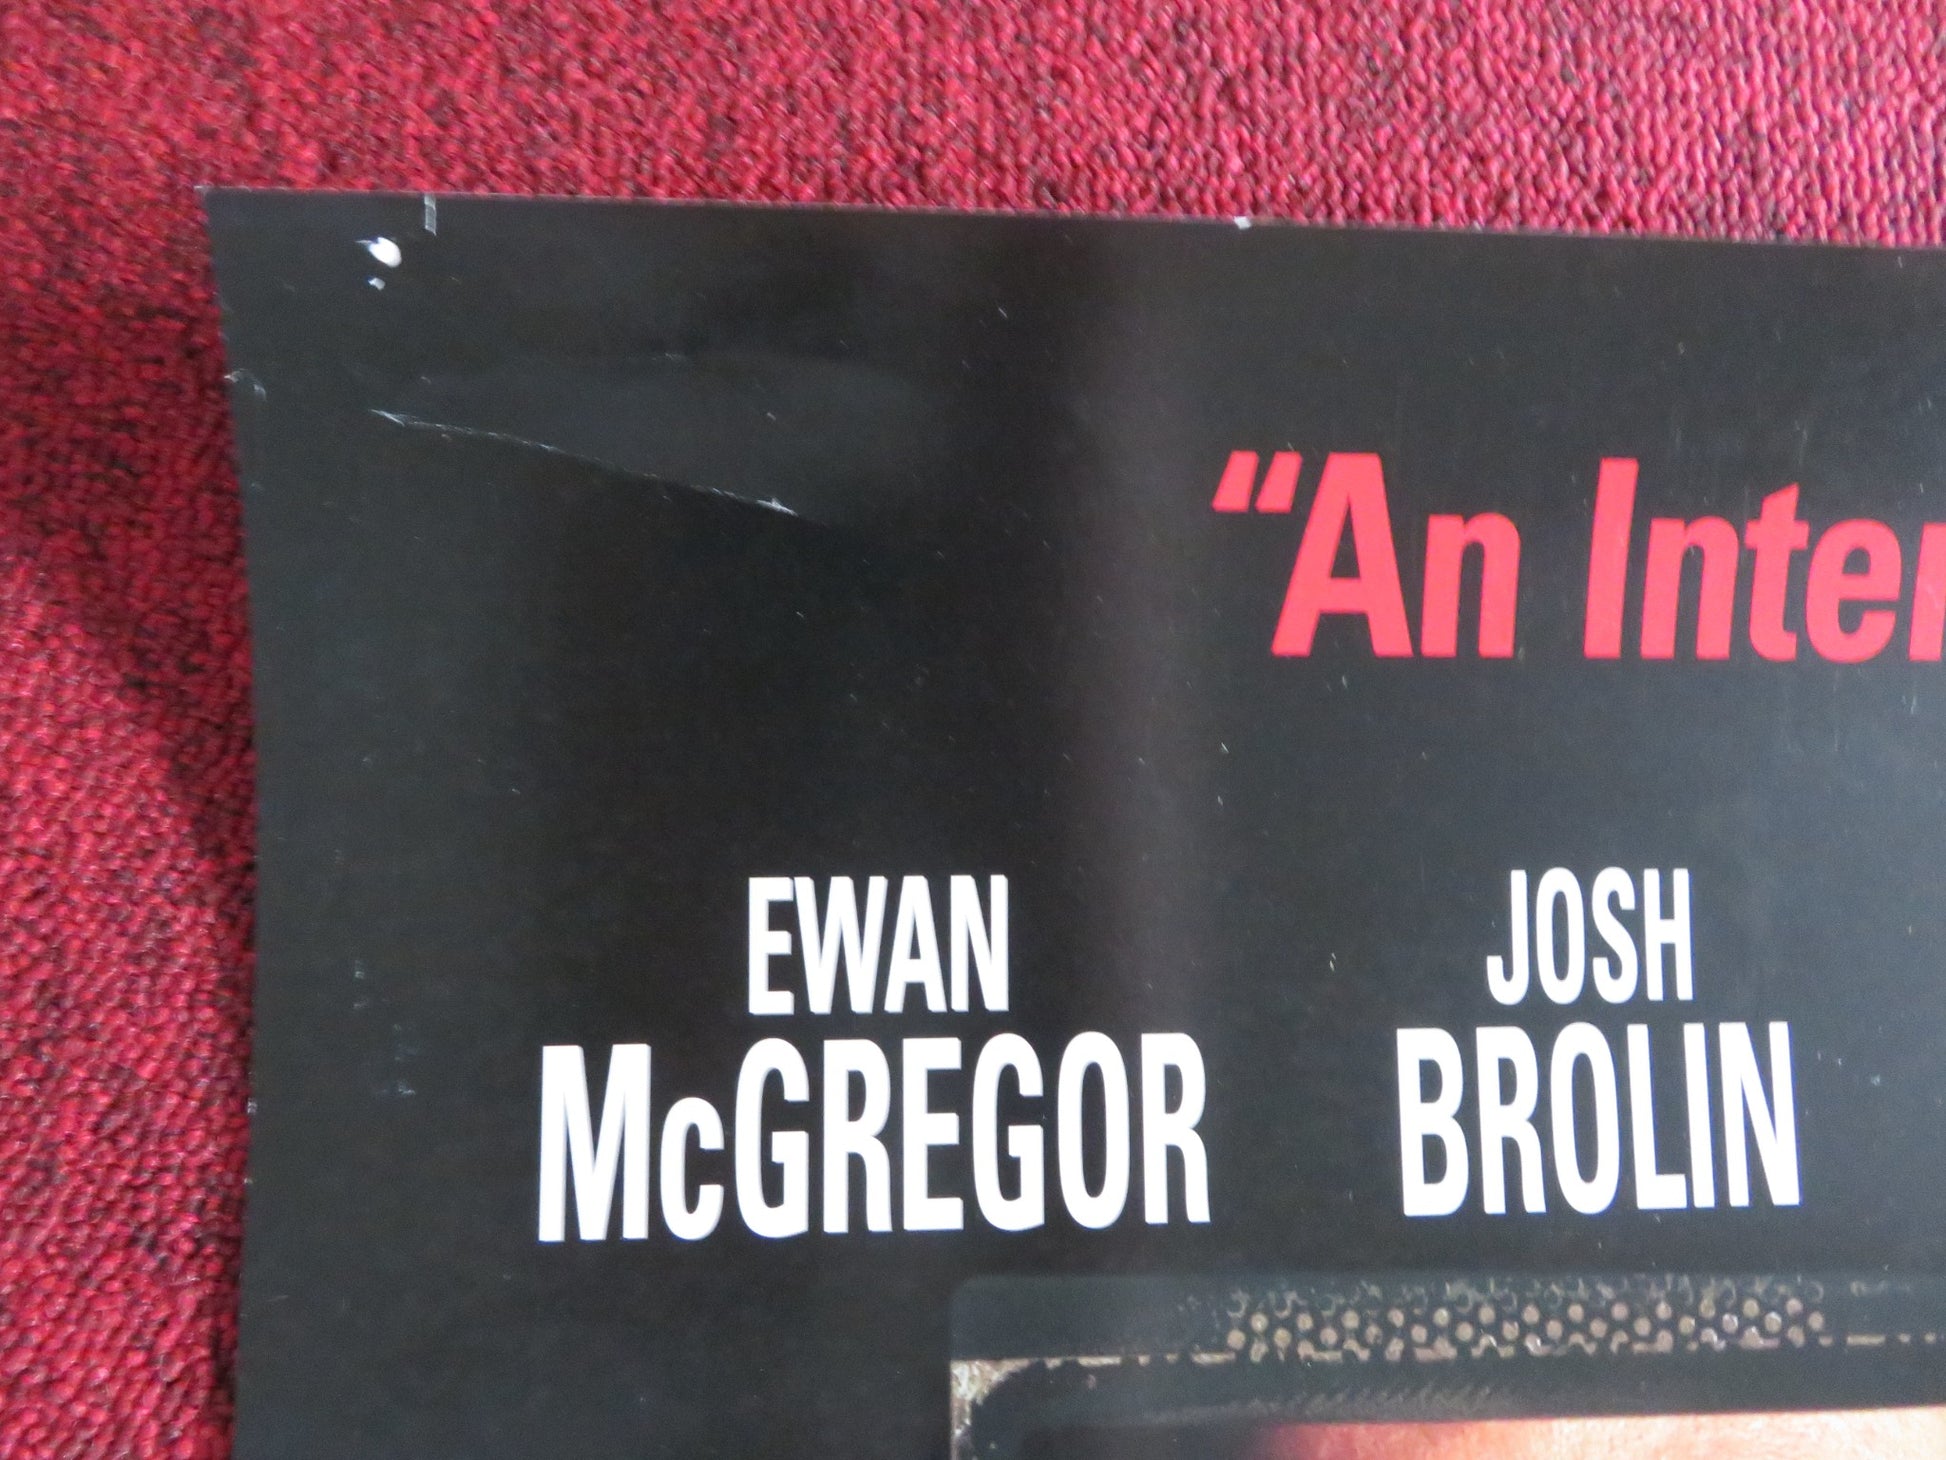 “An Inter
EWAN JOSH
McGREGOR BROLIN